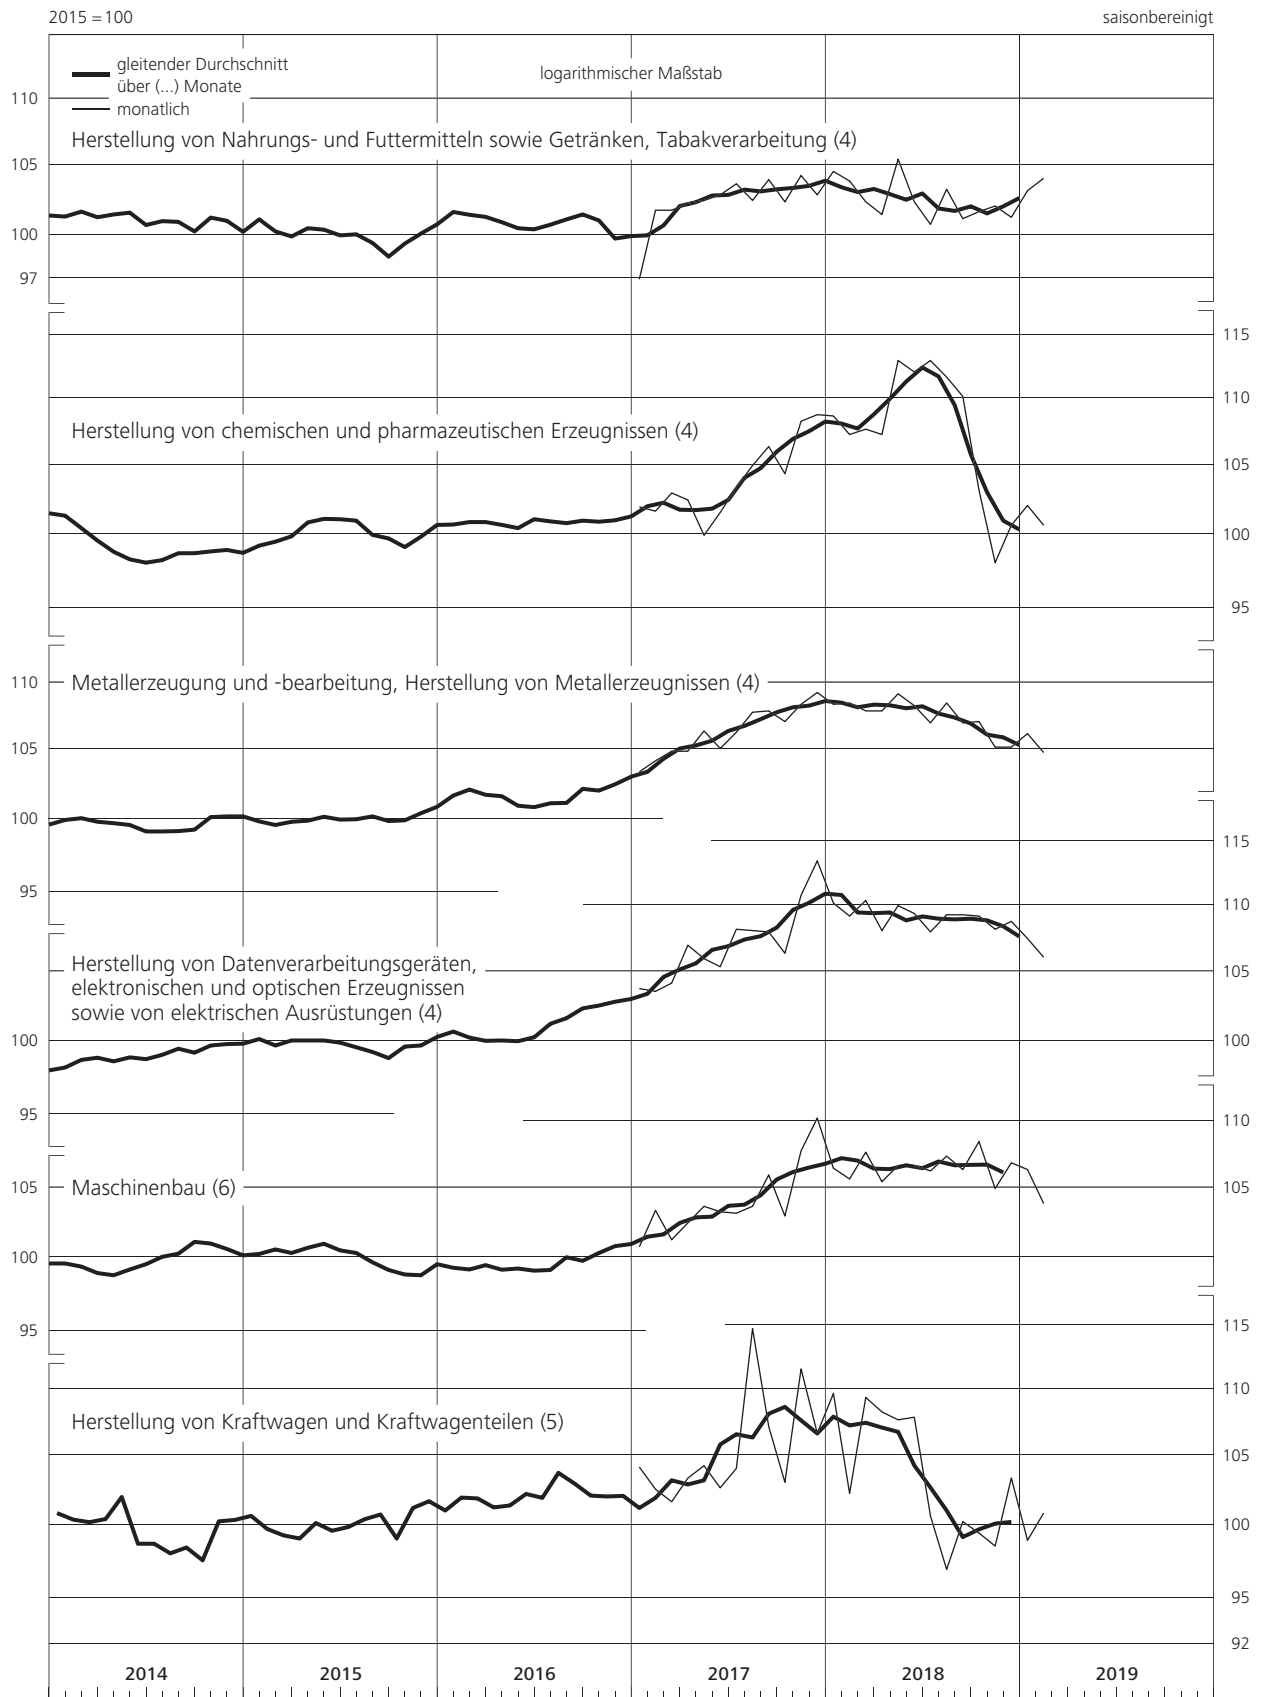 2015 = 100
saisonbereinigt
gleitender Durchschnitt
über (...) Monate
monatlich
logarithmischer Maßstab
110
Herstellung von Nahrungs- und Futtermitteln sowie Getränken, Tabakverarbeitung (4)
105
100
97
115
110
Herstellung von chemischen und pharmazeutischen Erzeugnissen (4)
105
100
95
110
Metallerzeugung und -bearbeitung, Herstellung von Metallerzeugnissen (4)
105
100
115
95
110
Herstellung von Datenverarbeitungsgeräten,
105
elektronischen und optischen Erzeugnissen
sowie von elektrischen Ausrüstungen (4)
100
100
95
110
105
Maschinenbau (6)
105
100
95
115
110
Herstellung von Kraftwagen und Kraftwagenteilen (5)
105
100
95
92
2014 2015 2016 2017 2018 2019